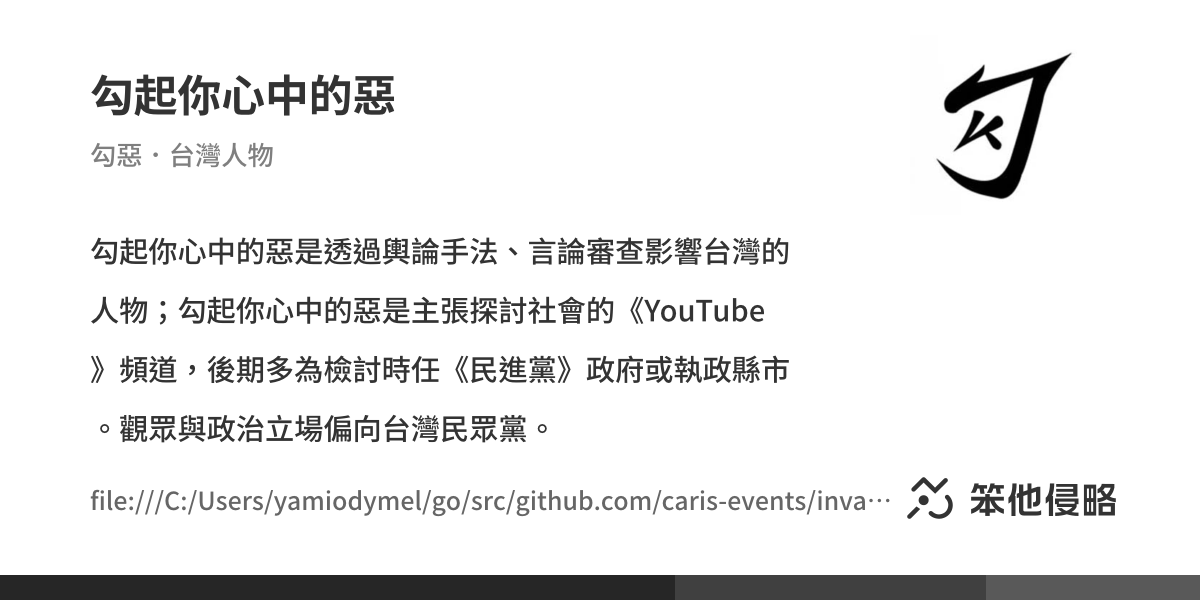 勾起你心中的惡
勾惡・台灣人物
勾起你心中的惡是透過輿論手法、言論審查影響台灣的
人物；勾起你心中的惡是主張探討社會的《YouTube
》頻道，後期多為檢討時任《民進黨》政府或執政縣市
。觀眾與政治立場偏向台灣民眾黨。
file:///C:/Users/yamiodymel/go/src/github.com/caris-events/inva…
笨他侵略
勾
K